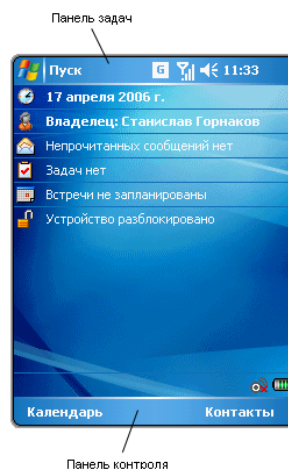 Панель задач
Пуск G 11:33
17 апреля 2006 г.
Владелец: Станислав Горнаков
Непрочитанных сообщений нет
Задач нет
Встречи не запланированы
Устройство разблокировано
Календарь Контакты
Панель контроля